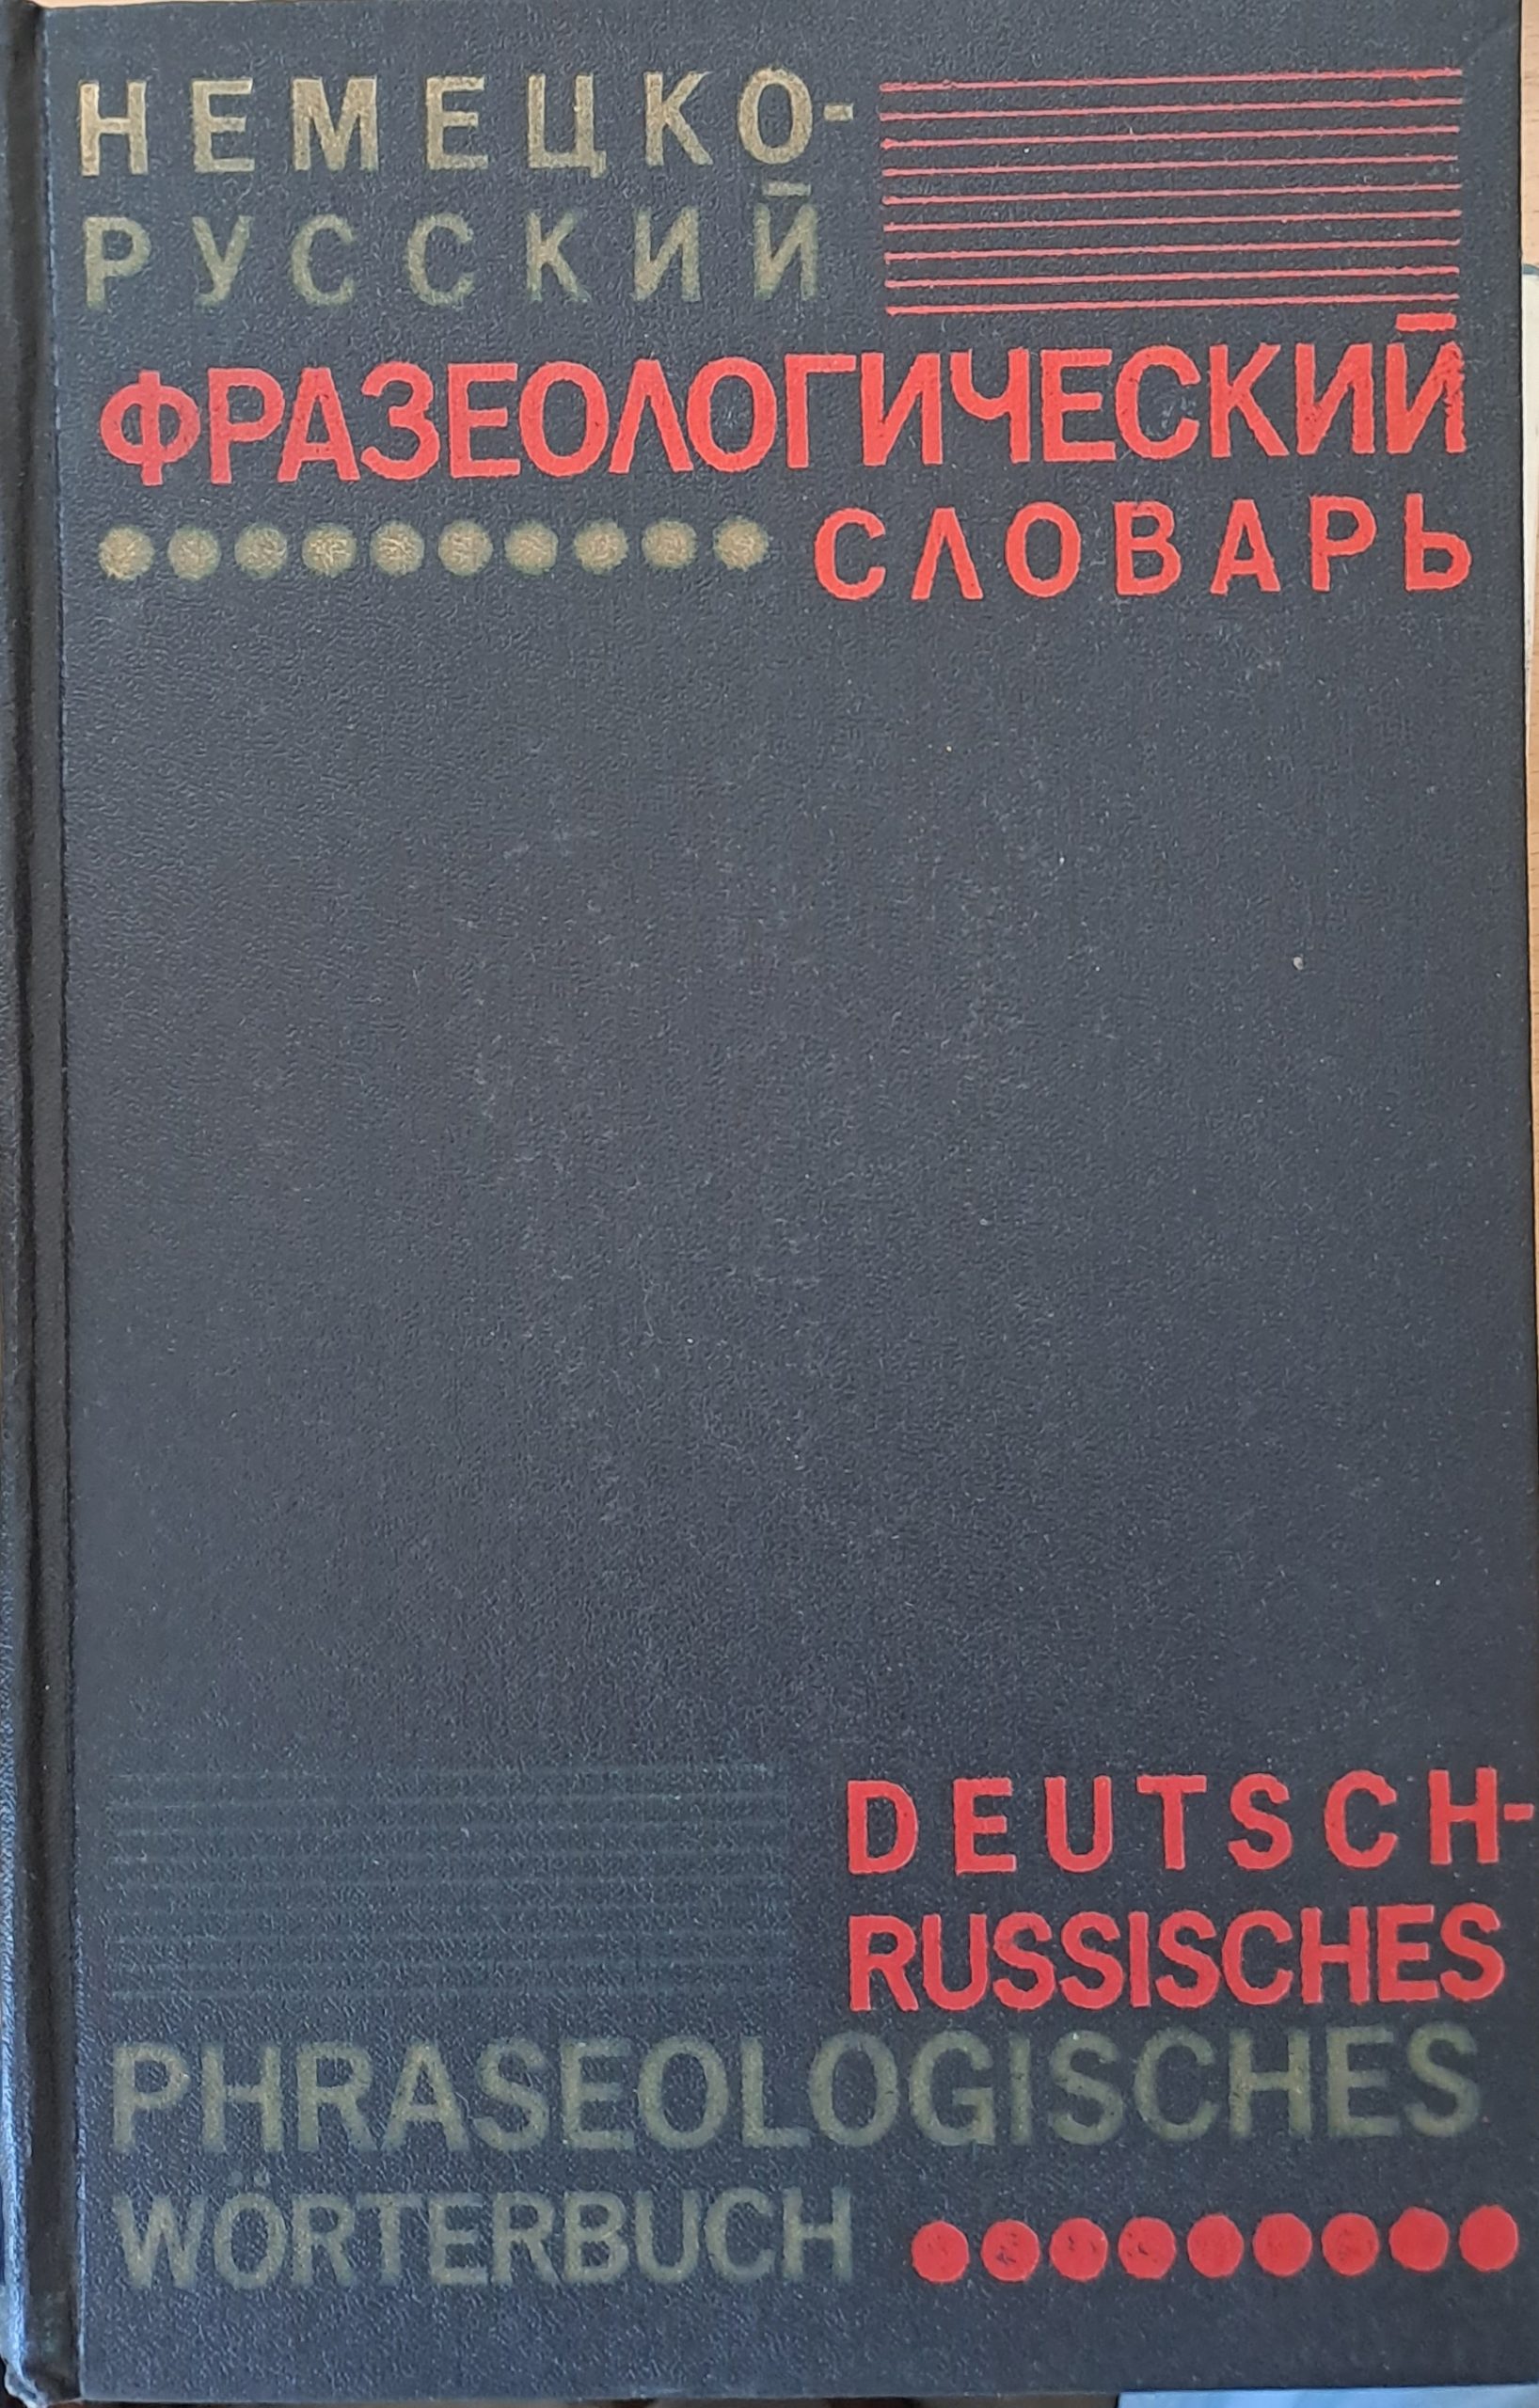 НЕМЕЦКО-
РУССКИЙ
ФРАЗЕОЛОГИЧЕСКИЙ
СЛОВАРЬ
DEUTSCH-
RUSSISCHES
PHRASEOLOGISCHES
WÖRTERBUCH